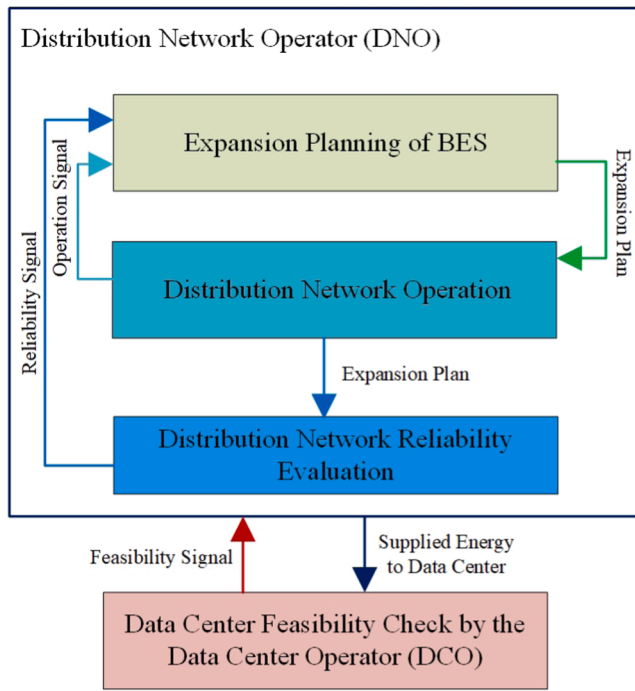 Distribution Network Operator (DNO)
Expansion Planning of BES
Reliability Signal
Operation Signal
Expansion Plan
Distribution Network Operation
Expansion Plan
Distribution Network Reliability
Evaluation
Feasibility Signal
Supplied Energy
to Data Center
Data Center Feasibility Check by the
Data Center Operator (DCO)